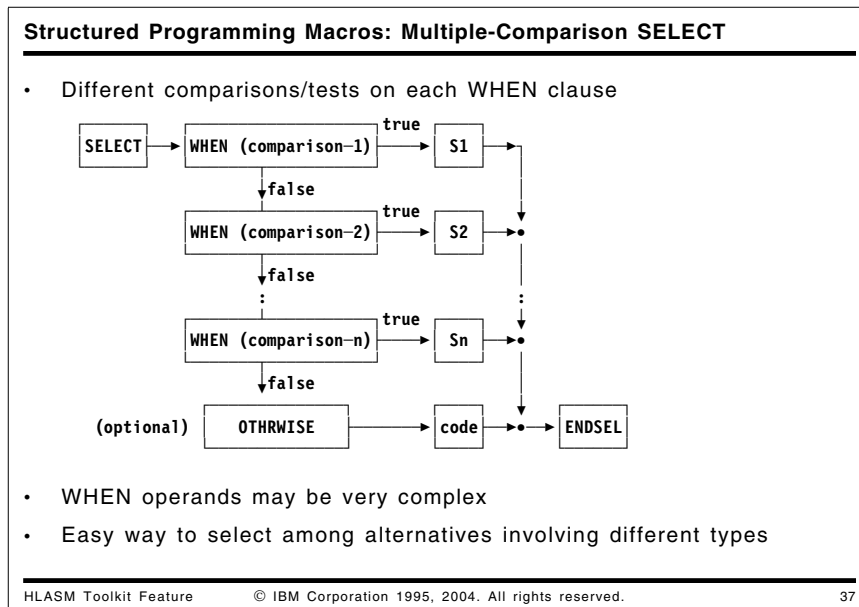 Structured Programming Macros: Multiple-Comparison SELECT
• Different comparisons/tests on each WHEN clause
true
SELECT WHEN (comparison-1) S1
false
true
WHEN (comparison-2) S2
false
: :
true
WHEN (comparison-n) Sn
false
(optional) OTHRWISE code ENDSEL
• WHEN operands may be very complex
• Easy way to select among alternatives involving different types
HLASM Toolkit Feature © IBM Corporation 1995, 2004. All rights reserved. 37